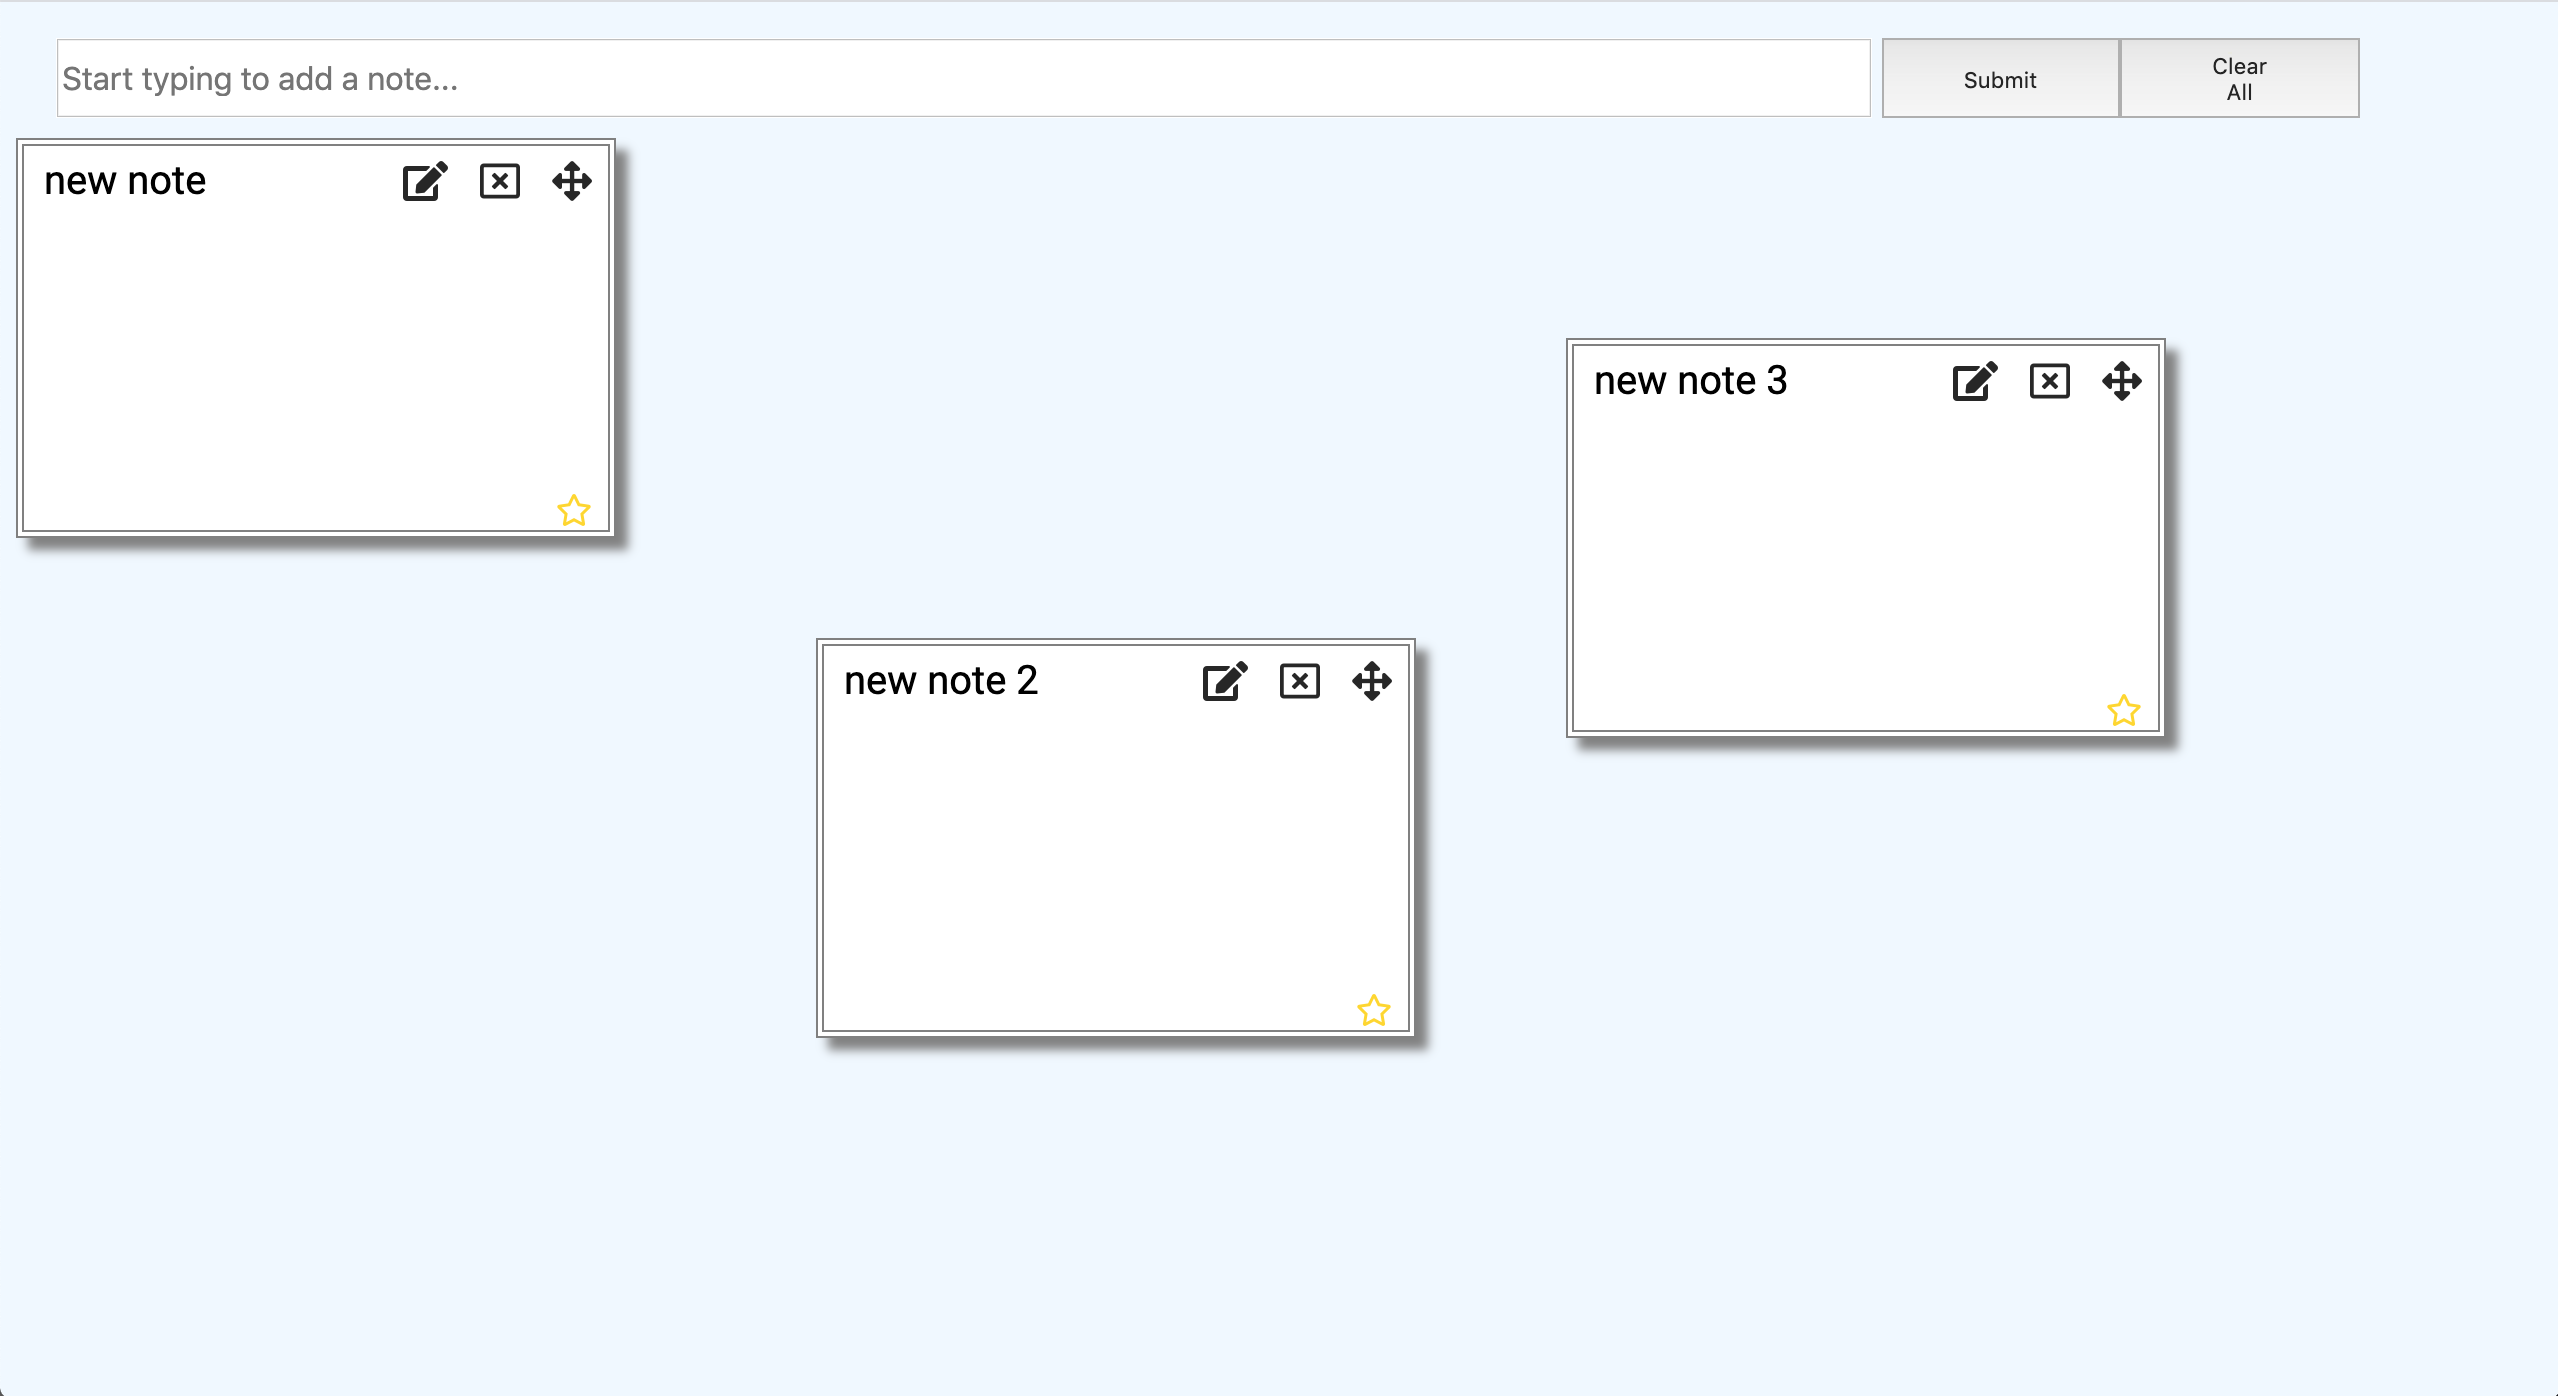 Start typing to add a note...
Submit
Clear
All
new note
new note 3
new note 2